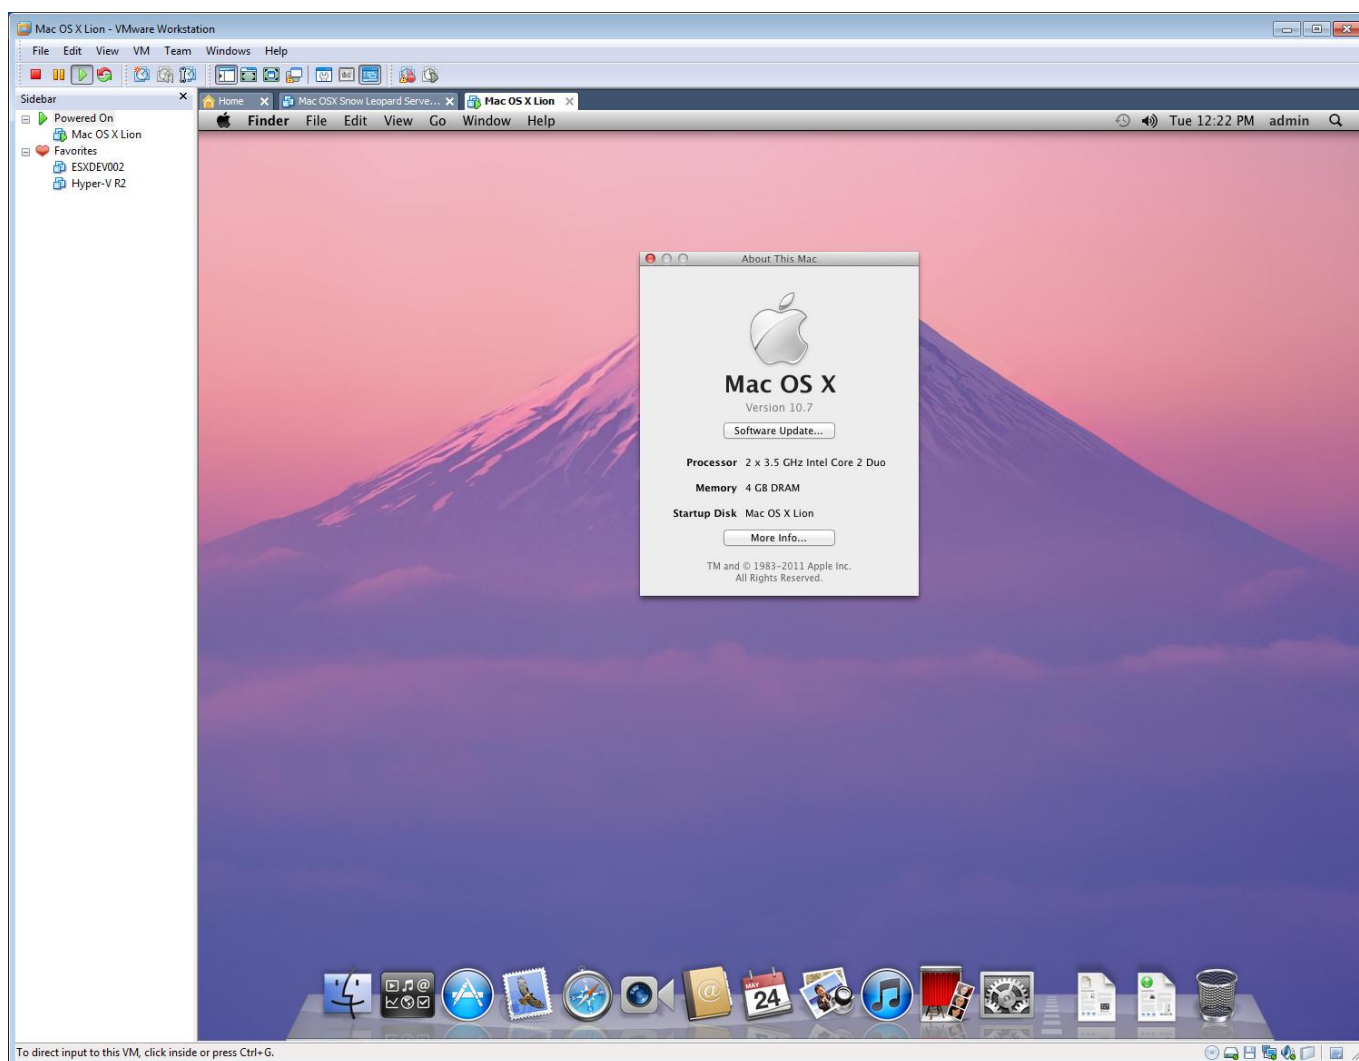 Mac OS X Lion - VMware Workstation
File Edit View VM Team Windows Help
Sidebar
Powered On
Mac OS X Lion
Favorites
ESXDEV002
Hyper-V R2
Home Mac OSX Snow Leopard Serve... Mac OS X Lion
Finder File Edit View Go Window Help Tue 12:22 PM admin
About This Mac
Mac OS X
Version 10.7
Software Update...
Processor 2 x 3.5 GHz Intel Core 2 Duo
Memory 4 GB DRAM
Startup Disk Mac OS X Lion
More Info...
TM and © 1983-2011 Apple Inc.
All Rights Reserved.
MAY
24
To direct input to this VM, click inside or press Ctrl+G.